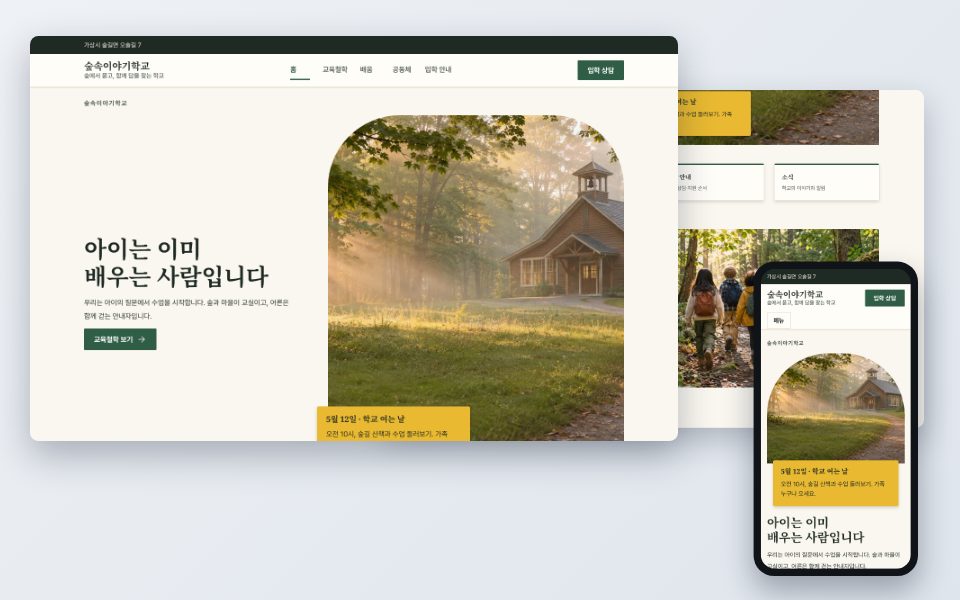 가상시 숲길면 오솔길 7
숲속이야기학교
숲에서 묻고, 함께 답을 찾는 학교
홈 교육철학 배움 공동체 입학 안내
입학 상담
숲속이야기학교
아이는 이미
배우는 사람입니다
우리는 아이의 질문에서 수업을 시작합니다. 숲과 마을이 교실이고, 어른은
함께 걷는 안내자입니다.
교육철학 보기 →
5월 12일 · 학교 여는 날
오전 10시, 숲길 산책과 수업 둘러보기. 가족
여는 날
수업 둘러보기. 가족
안내
상담·지원 순서
소식
학교의 이야기와 일정
가상시 숲길면 오솔길 7
숲속이야기학교
숲에서 묻고, 함께 답을 찾는 학교
입학 상담
메뉴
숲속이야기학교
5월 12일 · 학교 여는 날
오전 10시, 숲길 산책과 수업 둘러보기. 가족
누구나 오세요.
아이는 이미
배우는 사람입니다
우리는 아이의 질문에서 수업을 시작합니다. 숲과 마을이
교실이고, 어른은 함께 걷는 안내자입니다.